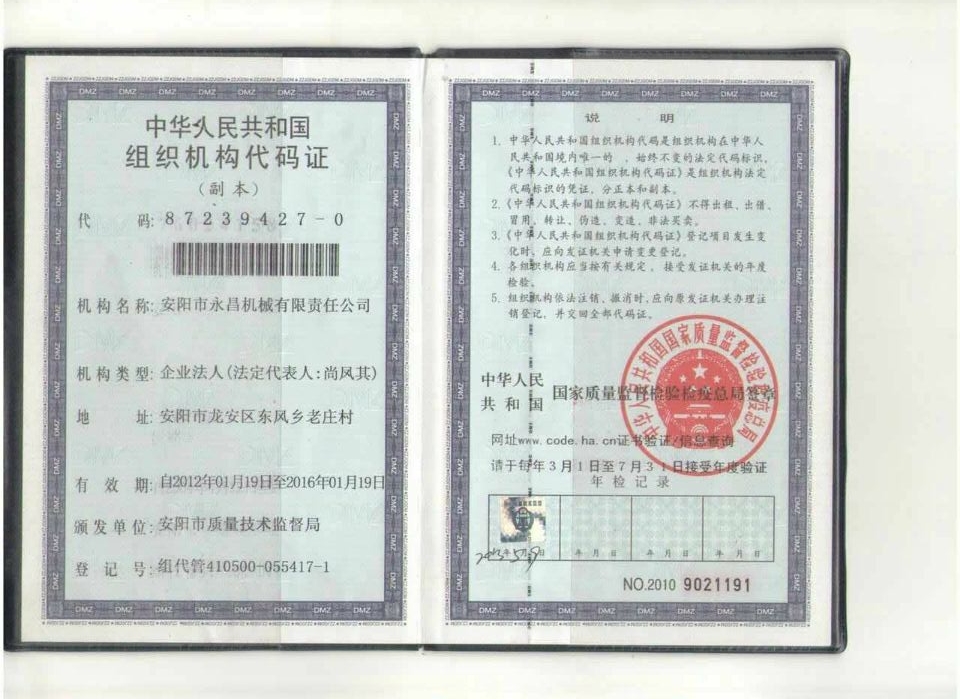 中华人民共和国
组织机构代码证
(副本)
代 码: 87239427-0
机构名称: 安阳市永昌机械有限责任公司
机构类型: 企业法人(法定代表人:尚凤其)
地 址: 安阳市龙安区东风乡老庄村
有 效 期: 自2012年01月19日至2016年01月19日
颁发单位: 安阳市质量技术监督局
登 记 号: 组代管410500-055417-1
说 明
1. 中华人民共和国组织机构代码是组织机构在中华人
民共和国境内唯一的、始终不变的法定代码标识,
《中华人民共和国组织机构代码证》是组织机构法定
代码标识的凭证,分正本和副本。
2. 《中华人民共和国组织机构代码证》不得出租、出借、
冒用、转让、伪造、变造、非法买卖。
3. 《中华人民共和国组织机构代码证》登记项目发生变
化时,应向发证机关申请变更登记。
4. 各组织机构应当按有关规定,接受发证机关的年度
检验。
5. 组织机构依法注销、撤消时,应向原发证机关办理注
销登记,并交回全部代码证。
中华人民
共和国 国家质量监督检验检疫总局签章
中华人民共和国国家质量监督检验检疫总局
网址www.code.ha.cn证书验证/信息查询
请于每年3月1日至7月31日接受年度验证
年检记录
年 月 日 年 月 日 年 月 日
NO.2010 9021191